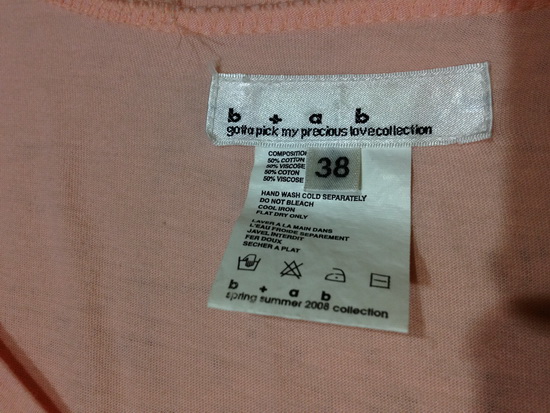 b + a b
gotta pick my precious love collection
COMPOSITION
50% COTTON
50% VISCOSE
50% COTON
50% VISCOSE
38
HAND WASH COLD SEPARATELY
DO NOT BLEACH
COOL IRON
FLAT DRY ONLY
LAVER A LA MAIN DANS
L'EAU FROIDE SEPAREMENT
JAVEL INTERDIT
FER DOUX
SECHER A PLAT
b + a b
spring summer 2008 collection